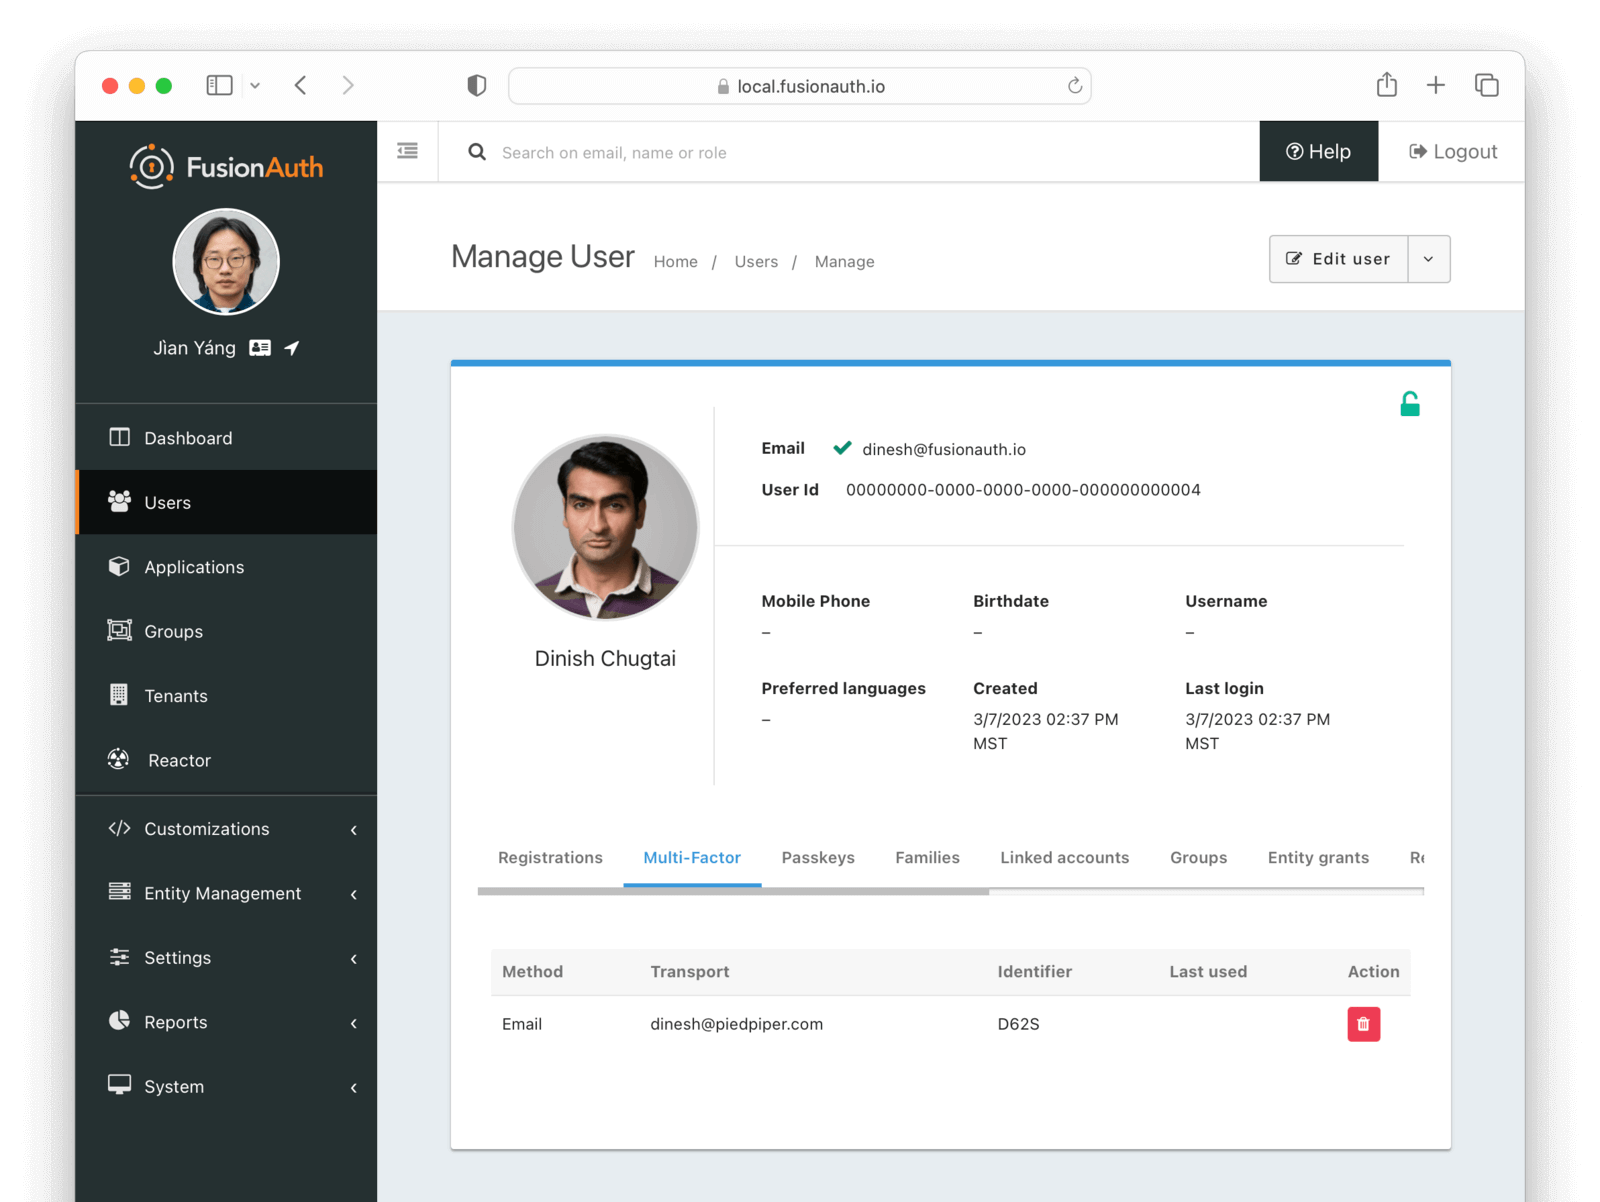 local.fusionauth.io
FusionAuth
Search on email, name or role
Help
Logout
Jìan Yáng
Dashboard
Users
Applications
Groups
Tenants
Reactor
Customizations
Entity Management
Settings
Reports
System
Manage User
Home / Users / Manage
Edit user
Dinish Chugtai
Email dinesh@fusionauth.io
User Id 00000000-0000-0000-0000-000000000004
Mobile Phone Birthdate Username
– – –
Preferred languages Created Last login
– 3/7/2023 02:37 PM 3/7/2023 02:37 PM
MST MST
Registrations Multi-Factor Passkeys Families Linked accounts Groups Entity grants
Method Transport Identifier Last used Action
Email dinesh@piedpiper.com D62S